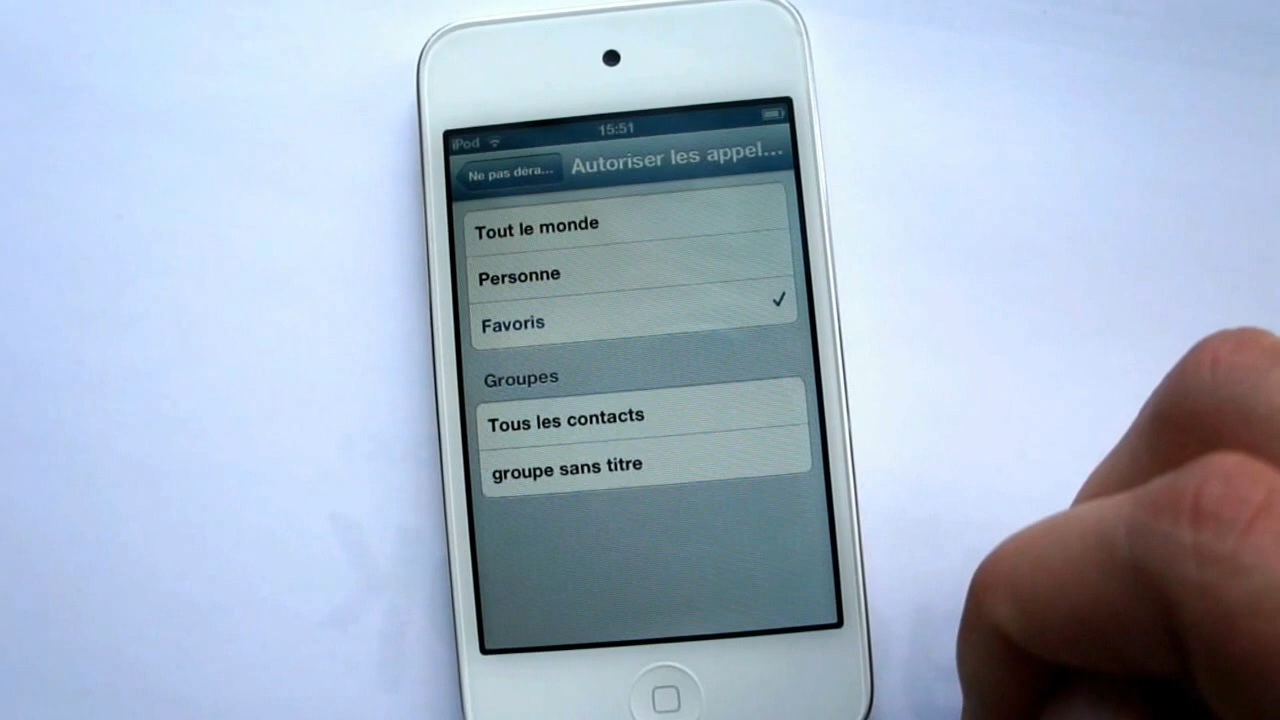 iPod 15:51
Ne pas déra... Autoriser les appel...
Tout le monde
Personne
Favoris
Groupes
Tous les contacts
groupe sans titre